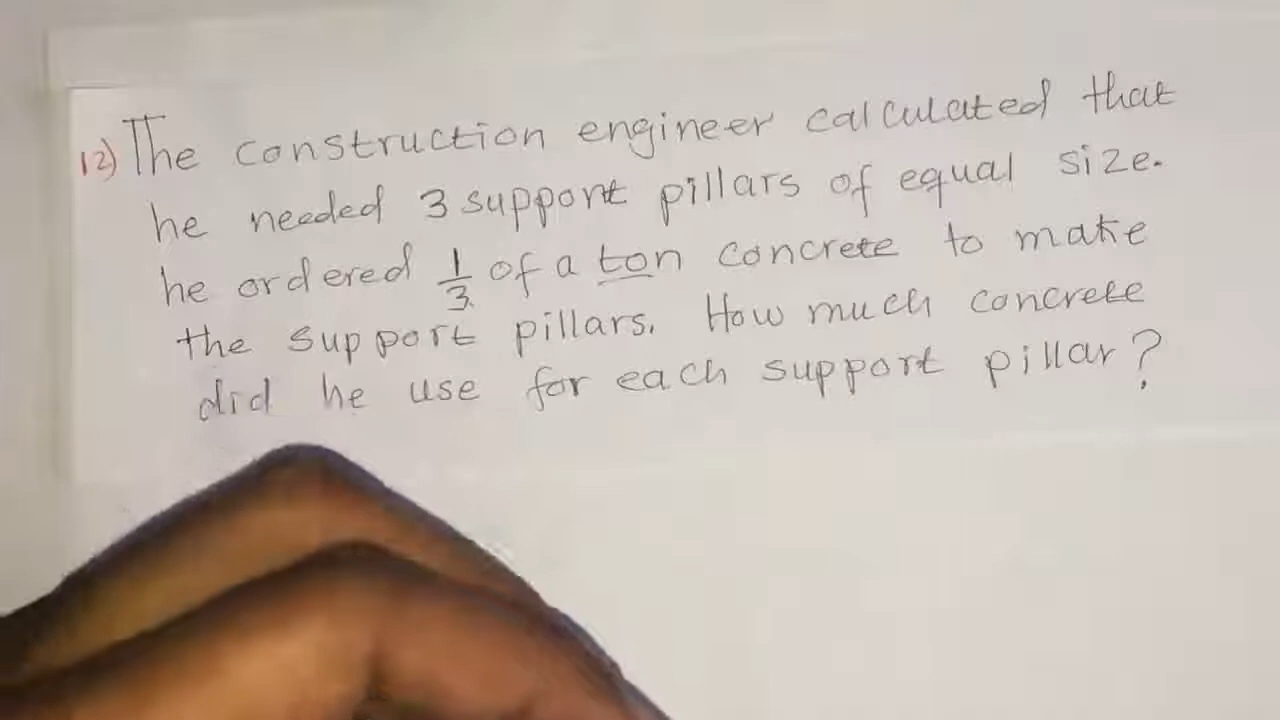 12) The construction engineer calculated that
he needed 3 support pillars of equal size.
he ordered 1/3 of a ton concrete to make
the support pillars. How much concrete
did he use for each support pillar?